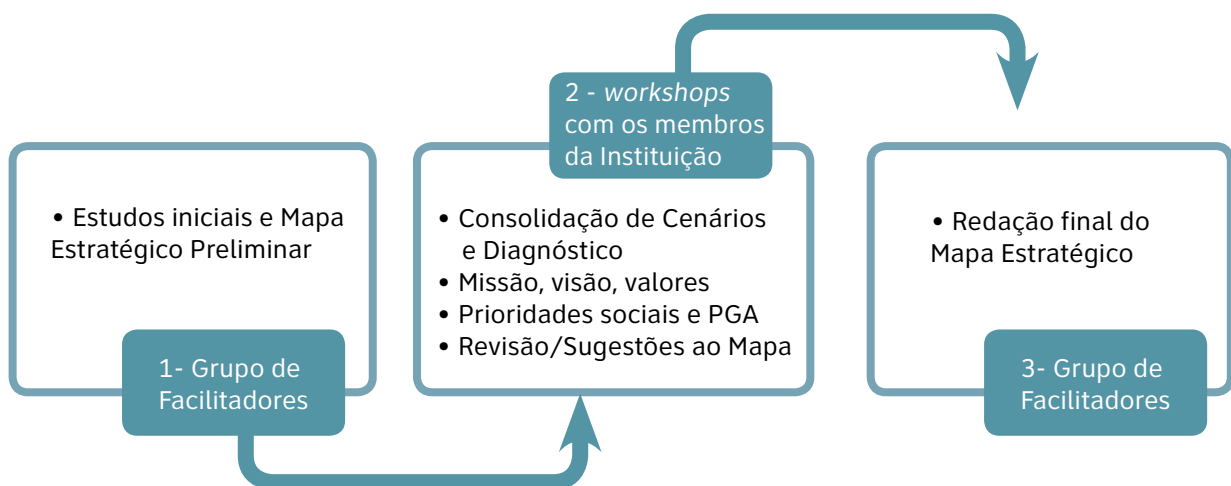 • Estudos iniciais e Mapa
Estratégico Preliminar
1- Grupo de
Facilitadores
2 - workshops
com os membros
da Instituição
• Consolidação de Cenários
e Diagnóstico
• Missão, visão, valores
• Prioridades sociais e PGA
• Revisão/Sugestões ao Mapa
• Redação final do
Mapa Estratégico
3- Grupo de
Facilitadores